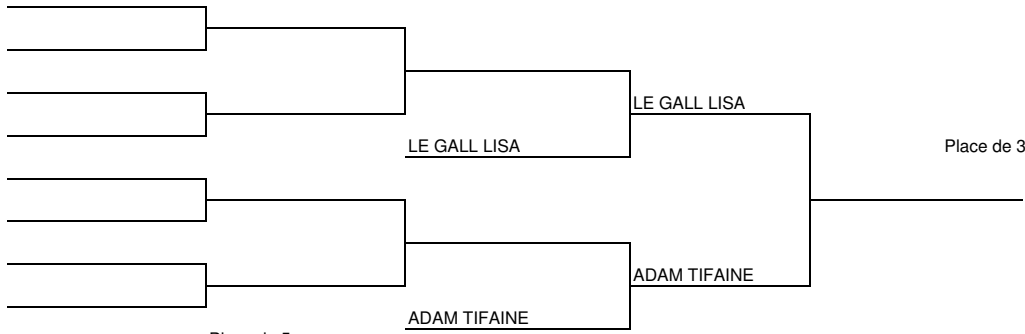 LE GALL LISA
Place de 3
LE GALL LISA
ADAM TIFAINE
ADAM TIFAINE